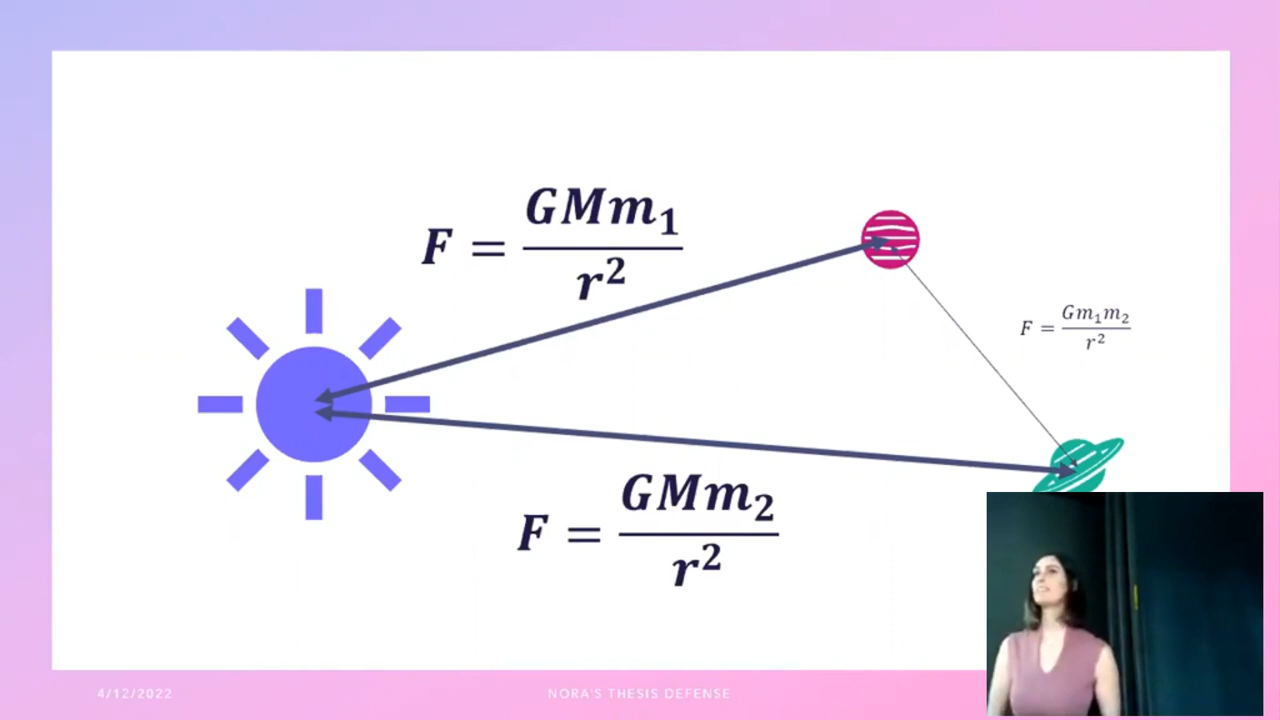 F = GMm₁/r²
F = Gm₁m₂/r²
F = GMm₂/r²
4/12/2022
NORA'S THESIS DEFENSE